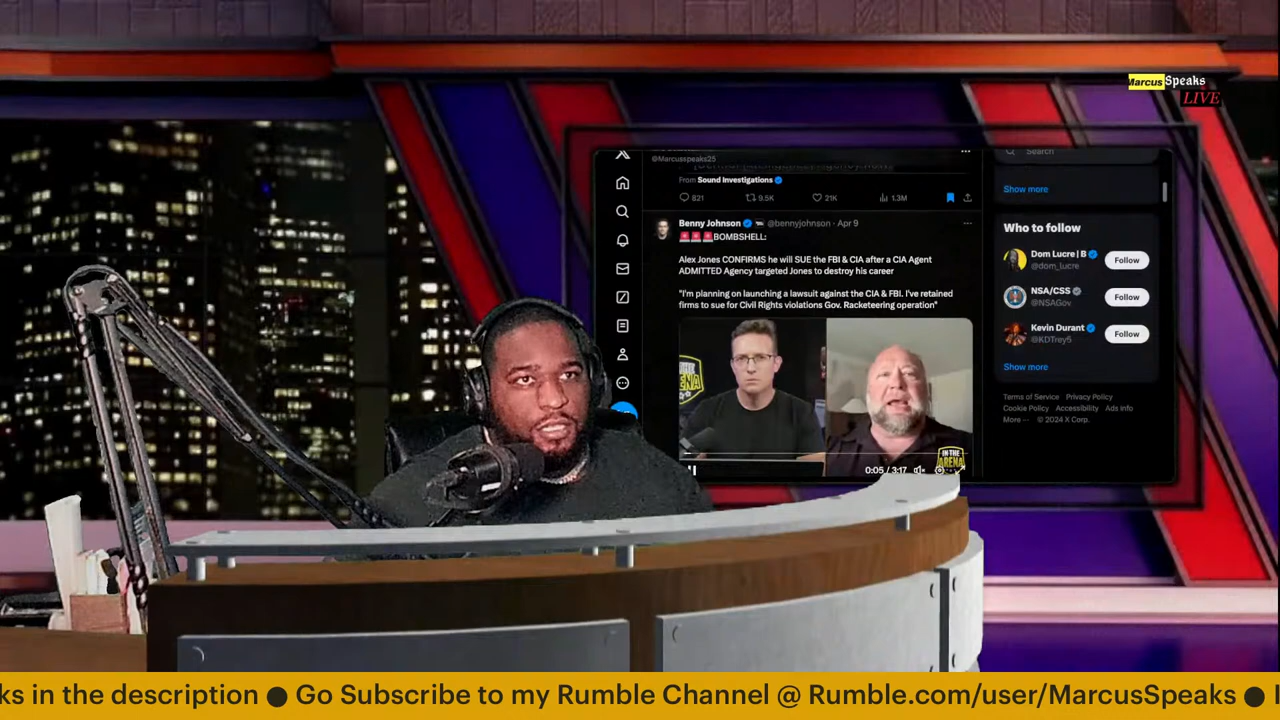 Marcus Speaks
LIVE
@Marcusspeaks25
From Sound Investigations
821 9.5K 21K 1.3M
Benny Johnson @bennyjohnson · Apr 9
BOMBSHELL:
Alex Jones CONFIRMS he will SUE the FBI & CIA after a CIA Agent
ADMITTED Agency targeted Jones to destroy his career
"I'm planning on launching a lawsuit against the CIA & FBI. I've retained
firms to sue for Civil Rights violations Gov. Racketeering operation"
IN THE
ARENA
0:05 / 3:17
Search
Show more
Who to follow
Dom Lucre | B
@dom_lucre
Follow
NSA/CSS
@NSAGov
Follow
Kevin Durant
@KDTrey5
Follow
Show more
Terms of Service Privacy Policy
Cookie Policy Accessibility Ads info
More ··· © 2024 X Corp.
ks in the description ● Go Subscribe to my Rumble Channel @ Rumble.com/user/MarcusSpeaks ●